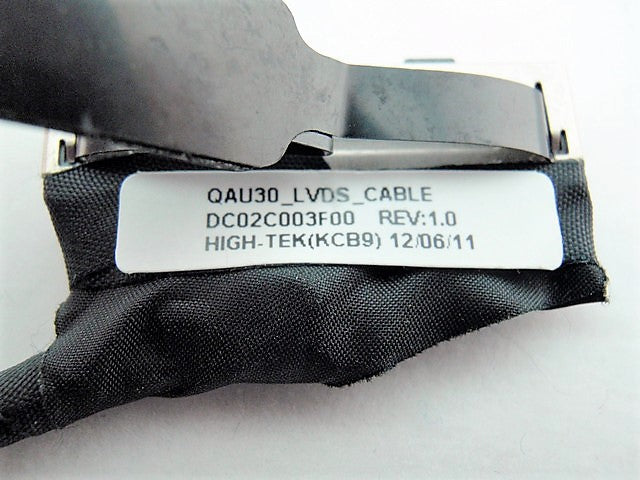 QAU30_LVDS_CABLE
DC02C003F00 REV:1.0
HIGH-TEK(KCB9) 12/06/11